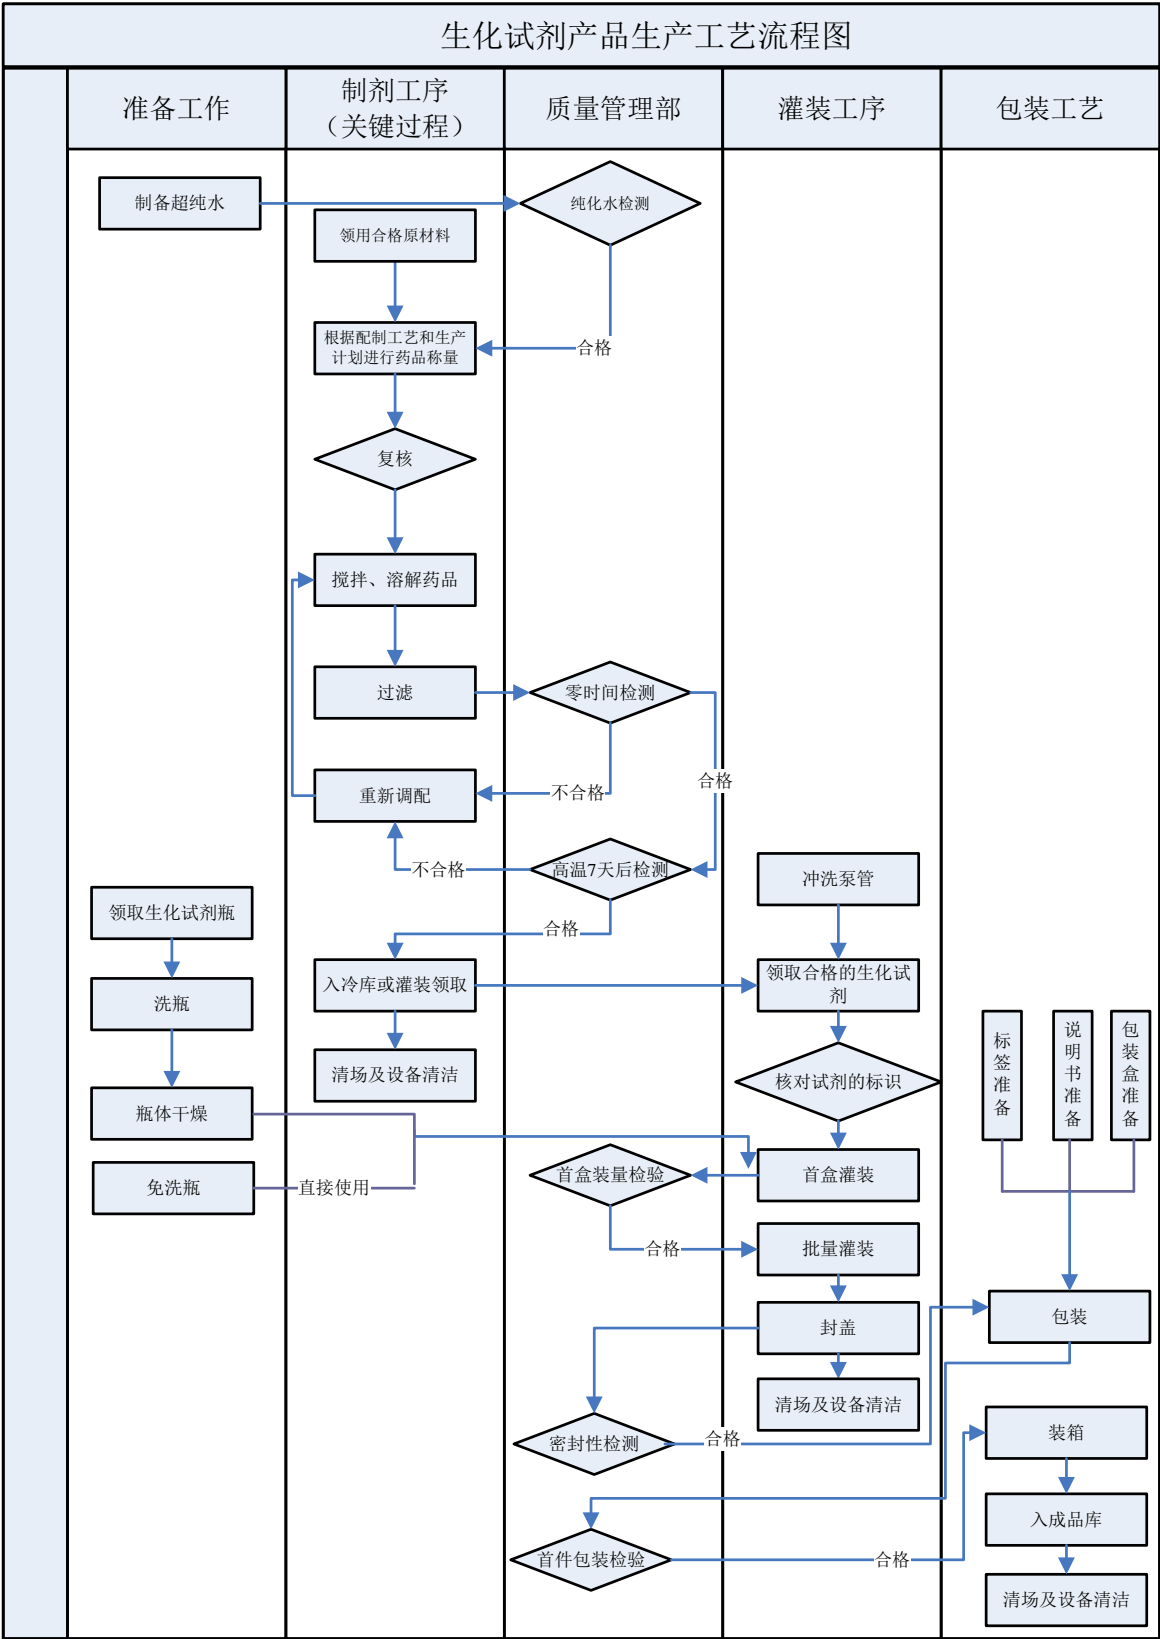 生化试剂产品生产工艺流程图
准备工作
制剂工序
（关键过程）
质量管理部
灌装工序
包装工艺
制备超纯水
纯化水检测
领用合格原材料
根据配制工艺和生产
计划进行药品称量
合格
复核
搅拌、溶解药品
过滤
零时间检测
合格
重新调配
不合格
不合格
高温7天后检测
冲洗泵管
领取生化试剂瓶
合格
洗瓶
入冷库或灌装领取
领取合格的生化试
剂
清场及设备清洁
核对试剂的标识
标签准备
说明书准备
包装盒准备
瓶体干燥
免洗瓶
直接使用
首盒装量检验
首盒灌装
合格
批量灌装
封盖
包装
清场及设备清洁
密封性检测
合格
装箱
入成品库
首件包装检验
合格
清场及设备清洁